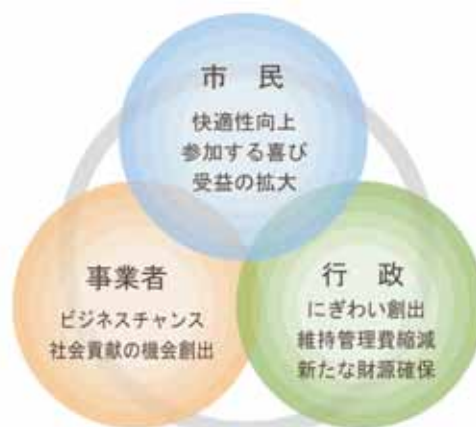 市　民
快適性向上
参加する喜び
受益の拡大
事業者
ビジネスチャンス
社会貢献の機会創出
行　政
にぎわい創出
維持管理費縮減
新たな財源確保